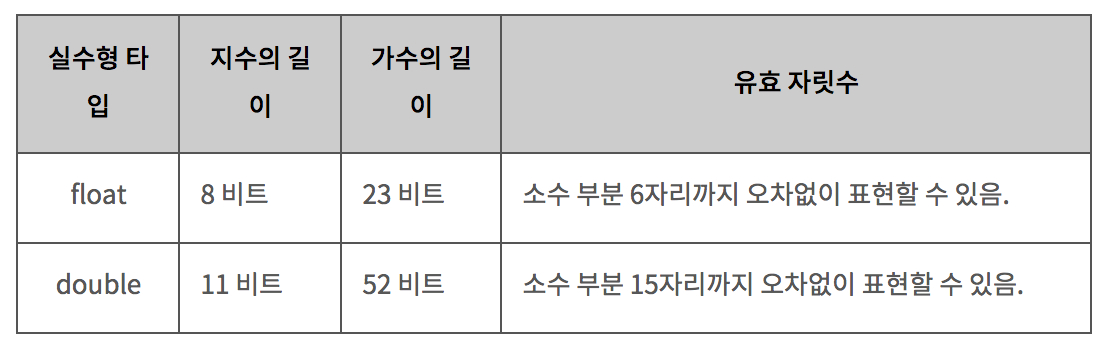 실수형 타
입
지수의 길
이
가수의 길
이
유효 자릿수
float
8 비트
23 비트
소수 부분 6자리까지 오차없이 표현할 수 있음.
double
11 비트
52 비트
소수 부분 15자리까지 오차없이 표현할 수 있음.